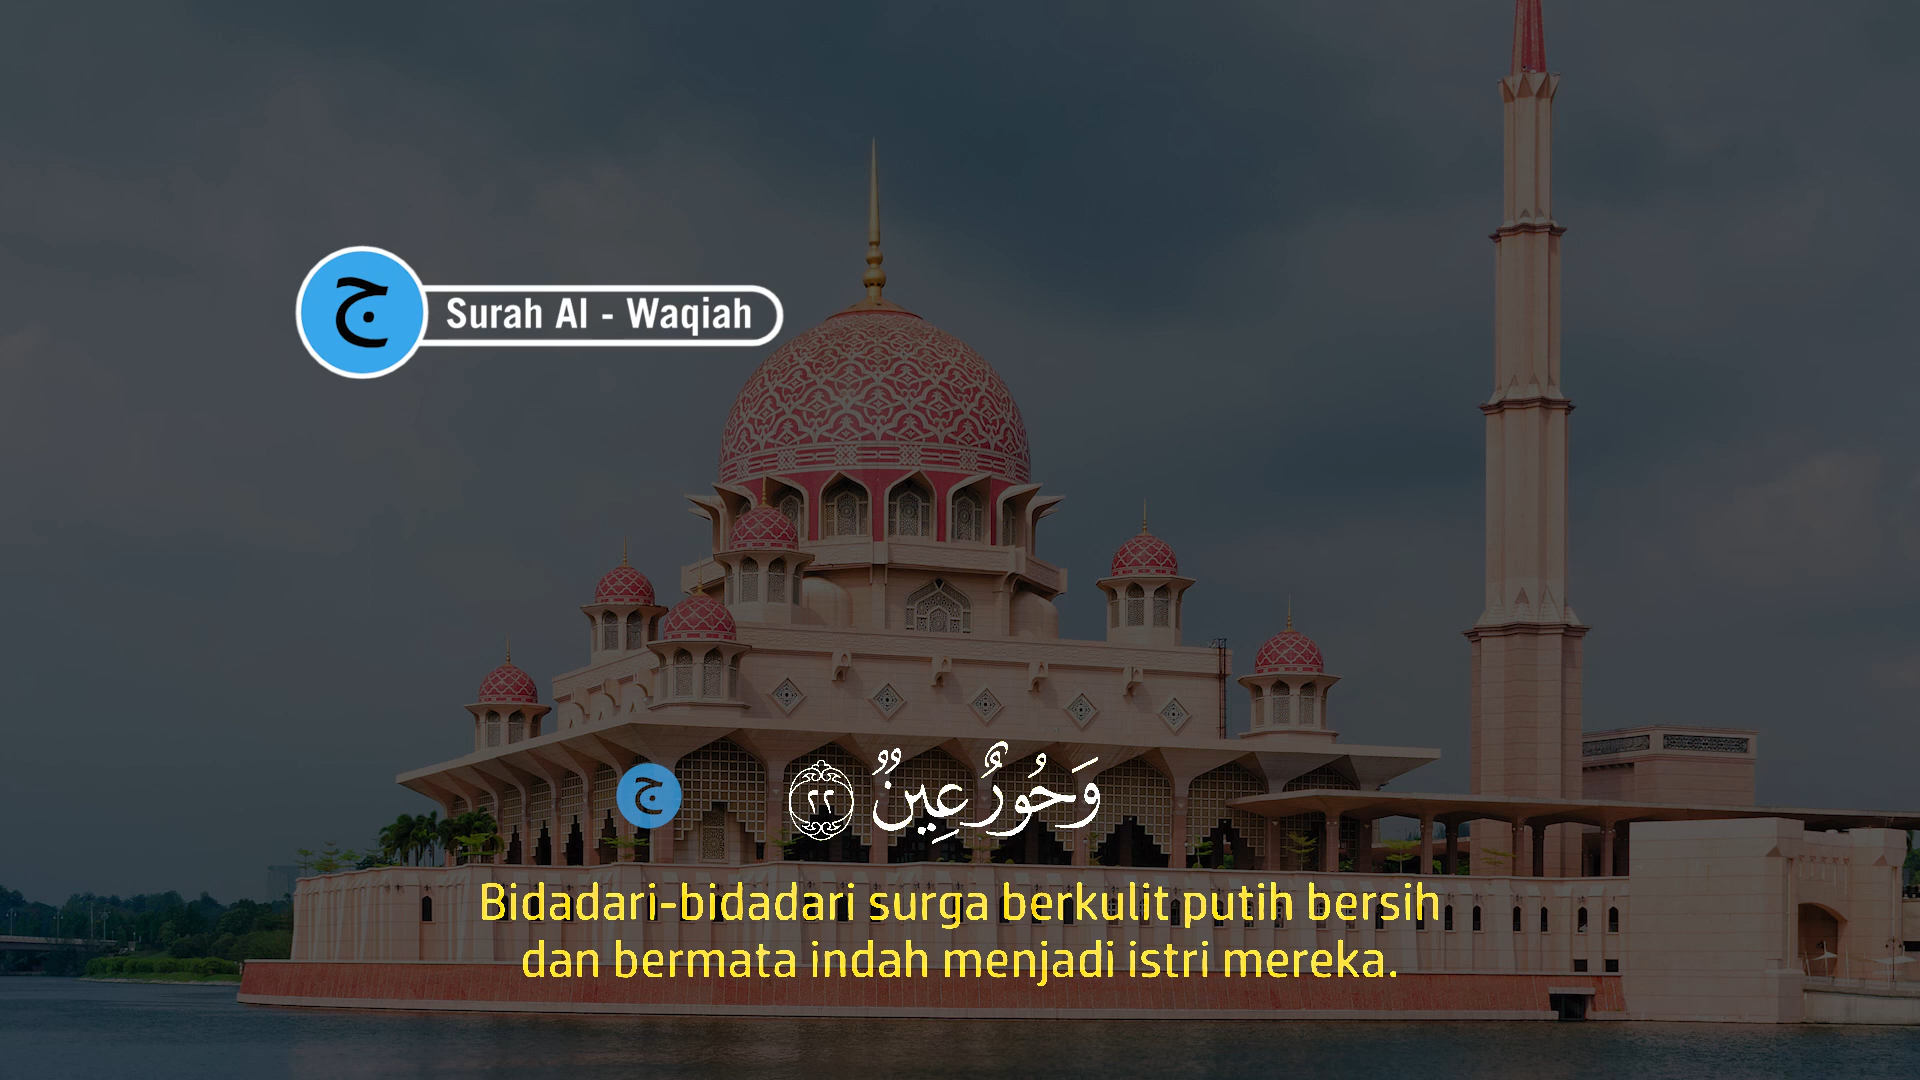 ج
Surah Al - Waqiah
وَحُورٌ عِينٌ ٢٢
ج
Bidadari-bidadari surga berkulit putih bersih
dan bermata indah menjadi istri mereka.